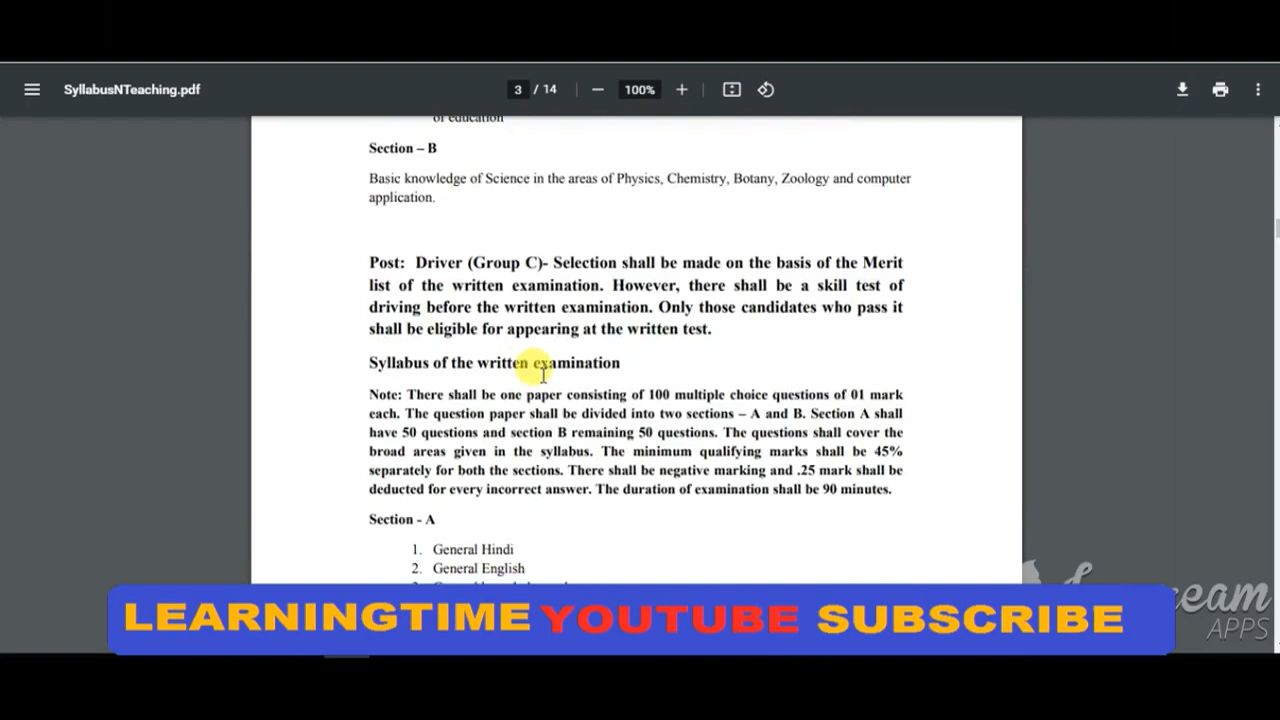 SyllabusNTeaching.pdf
3 / 14
100%
of education
Section – B
Basic knowledge of Science in the areas of Physics, Chemistry, Botany, Zoology and computer
application.
Post: Driver (Group C)- Selection shall be made on the basis of the Merit
list of the written examination. However, there shall be a skill test of
driving before the written examination. Only those candidates who pass it
shall be eligible for appearing at the written test.
Syllabus of the written examination
Note: There shall be one paper consisting of 100 multiple choice questions of 01 mark
each. The question paper shall be divided into two sections – A and B. Section A shall
have 50 questions and section B remaining 50 questions. The questions shall cover the
broad areas given in the syllabus. The minimum qualifying marks shall be 45%
separately for both the sections. There shall be negative marking and .25 mark shall be
deducted for every incorrect answer. The duration of examination shall be 90 minutes.
Section - A
1. General Hindi
2. General English
LEARNINGTIME YOUTUBE SUBSCRIBE
APPS